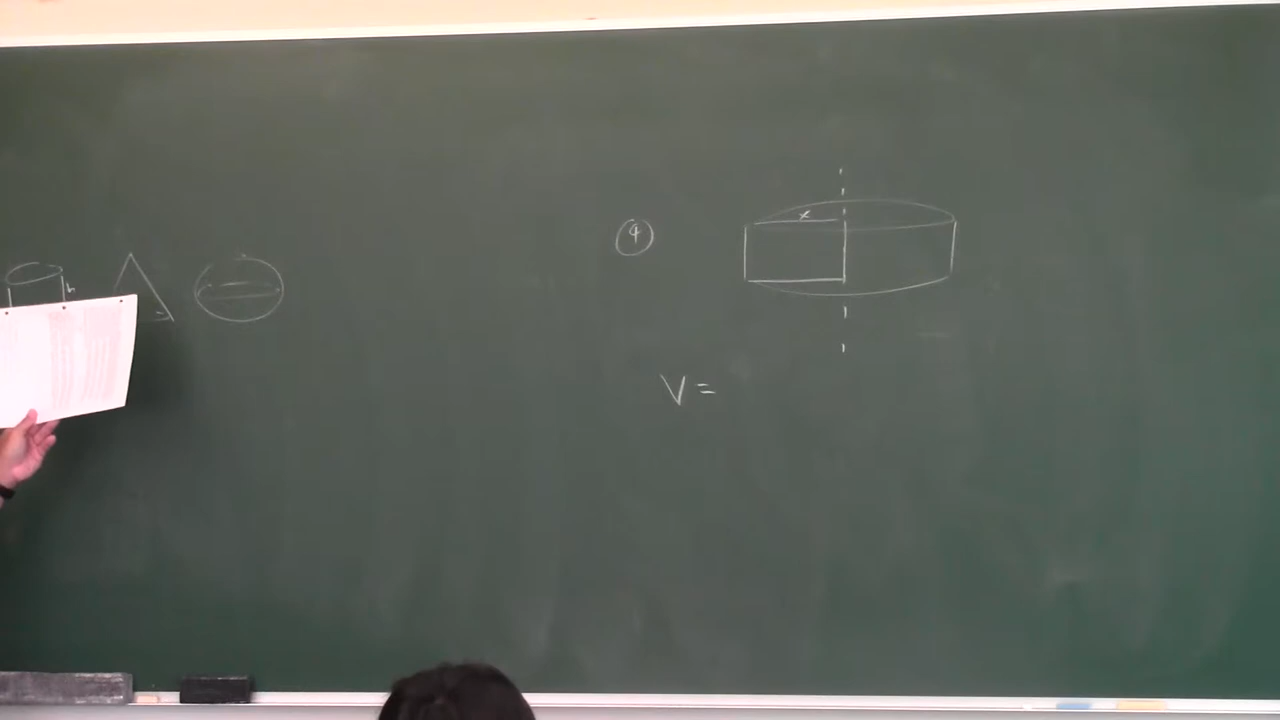 h
④
x
V =